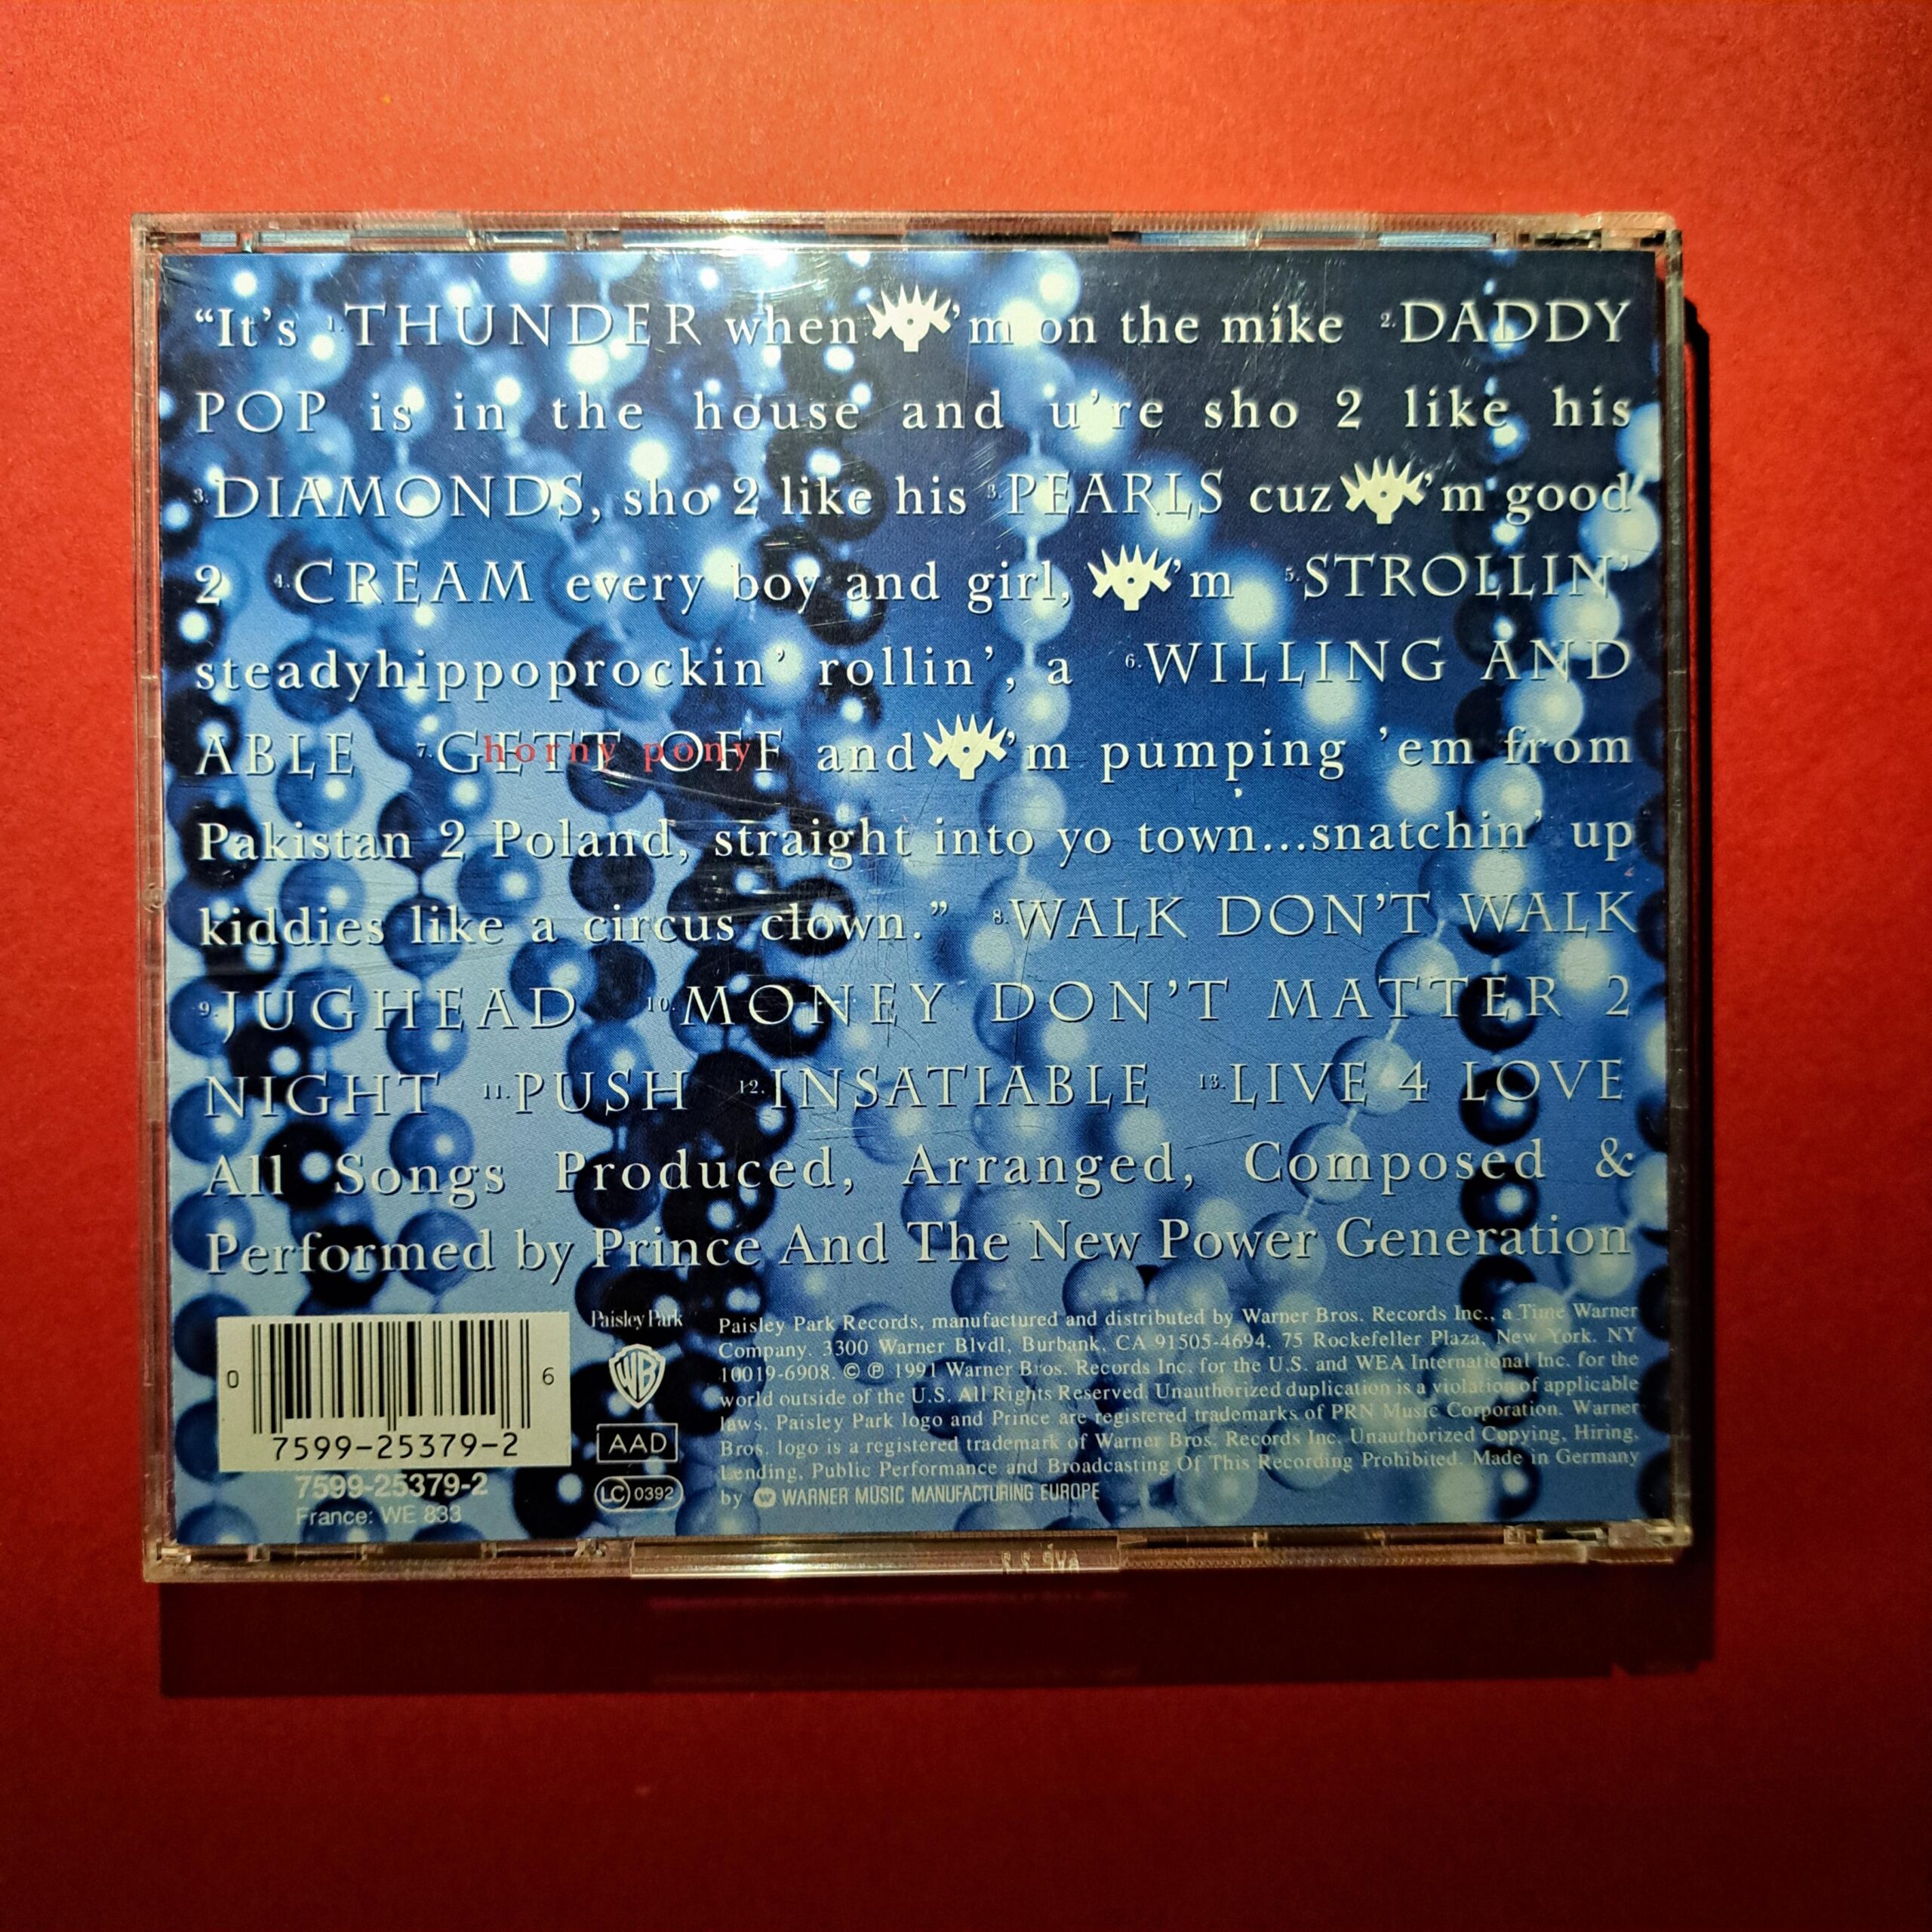 “It's 1.THUNDER when 'm on the mike 2.DADDY
POP is in the house and u're sho 2 like his
3.DIAMONDS, sho 2 like his 3.PEARLS cuz 'm good
2 4.CREAM every boy and girl, 'm 5.STROLLIN'
steadyhippoprockin' rollin', a 6.WILLING AND
ABLE 7.GETT OFF and 'm pumping 'em from
horny pony
Pakistan 2 Poland, straight into yo town...snatchin' up
kiddies like a circus clown.” 8.WALK DON'T WALK
9.JUGHEAD 10.MONEY DON'T MATTER 2
NIGHT 11.PUSH 12.INSATIABLE 13.LIVE 4 LOVE
All Songs Produced, Arranged, Composed &
Performed by Prince And The New Power Generation
0 6
7599-25379-2
7599-25379-2
France: WE 833
Paisley Park
WB
AAD
LC 0392
Paisley Park Records, manufactured and distributed by Warner Bros. Records Inc., a Time Warner
Company. 3300 Warner Blvdl, Burbank, CA 91505-4694. 75 Rockefeller Plaza, New York. NY
10019-6908. © ℗ 1991 Warner Bros. Records Inc. for the U.S. and WEA International Inc. for the
world outside of the U.S. All Rights Reserved. Unauthorized duplication is a violation of applicable
laws. Paisley Park logo and Prince are registered trademarks of PRN Music Corporation. Warner
Bros. logo is a registered trademark of Warner Bros. Records Inc. Unauthorized Copying, Hiring,
Lending, Public Performance and Broadcasting Of This Recording Prohibited. Made in Germany
by WARNER MUSIC MANUFACTURING EUROPE